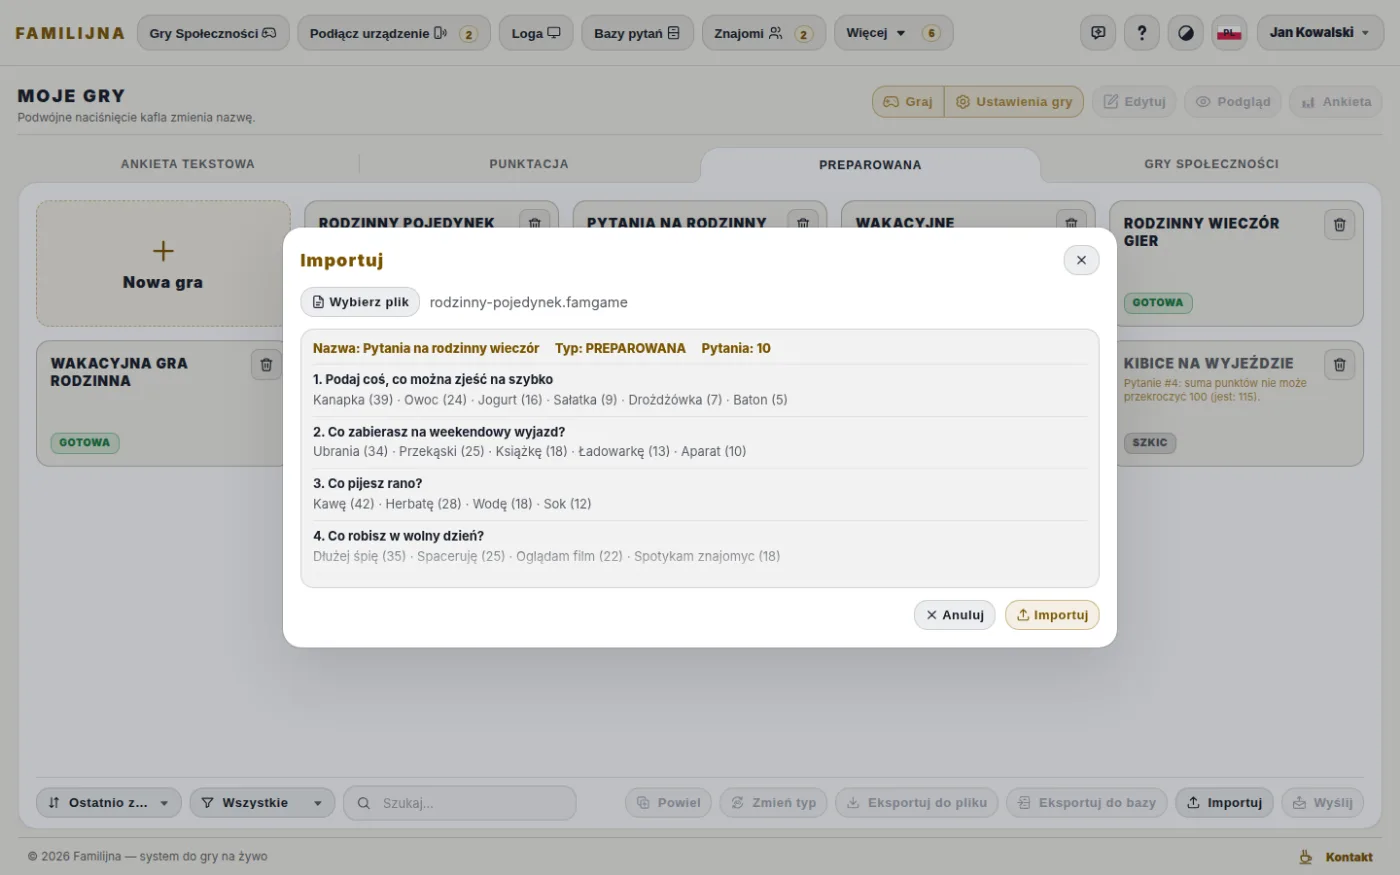 FAMILIJNA
Gry Społeczności
Podłącz urządzenie 2
Loga
Bazy pytań
Znajomi 2
Więcej 6
?
PL
Jan Kowalski
MOJE GRY
Podwójne naciśnięcie kafla zmienia nazwę.
Graj
Ustawienia gry
Edytuj
Podgląd
Ankieta
ANKIETA TEKSTOWA
PUNKTACJA
PREPAROWANA
GRY SPOŁECZNOŚCI
Nowa gra
RODZINNY POJEDYNEK
PYTANIA NA RODZINNY
WAKACYJNE
RODZINNY WIECZÓR
GIER
GOTOWA
WAKACYJNA GRA
RODZINNA
GOTOWA
KIBICE NA WYJEŹDZIE
Pytanie #4: suma punktów nie może
przekroczyć 100 (jest: 115).
SZKIC
Importuj
Wybierz plik
rodzinny-pojedynek.famgame
Nazwa: Pytania na rodzinny wieczór Typ: PREPAROWANA Pytania: 10
1. Podaj coś, co można zjeść na szybko
Kanapka (39) · Owoc (24) · Jogurt (16) · Sałatka (9) · Drożdżówka (7) · Baton (5)
2. Co zabierasz na weekendowy wyjazd?
Ubrania (34) · Przekąski (25) · Książkę (18) · Ładowarkę (13) · Aparat (10)
3. Co pijesz rano?
Kawę (42) · Herbatę (28) · Wodę (18) · Sok (12)
4. Co robisz w wolny dzień?
Dłużej śpię (35) · Spaceruję (25) · Oglądam film (22) · Spotykam znajomyc (18)
Anuluj
Importuj
Ostatnio z...
Wszystkie
Szukaj...
Powiel
Zmień typ
Eksportuj do pliku
Eksportuj do bazy
Importuj
Wyślij
© 2026 Familijna — system do gry na żywo
Kontakt